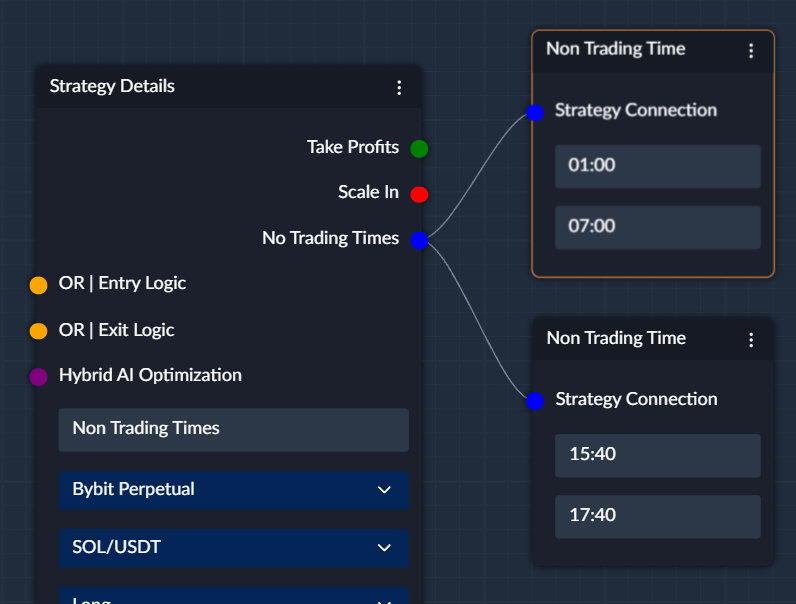 Strategy Details
Take Profits
Scale In
No Trading Times
OR | Entry Logic
OR | Exit Logic
Hybrid AI Optimization
Non Trading Times
Bybit Perpetual
SOL/USDT
Long
Non Trading Time
Strategy Connection
01:00
07:00
Non Trading Time
Strategy Connection
15:40
17:40